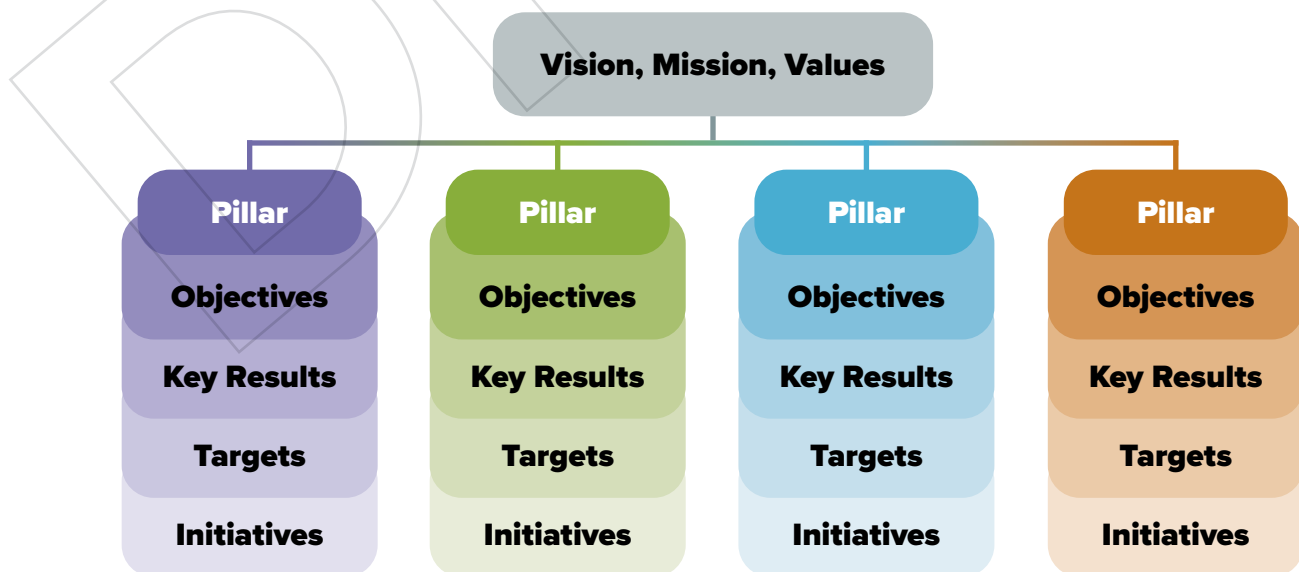 Vision, Mission, Values
Pillar Pillar Pillar Pillar
Objectives Objectives Objectives Objectives
Key Results Key Results Key Results Key Results
Targets Targets Targets Targets
Initiatives Initiatives Initiatives Initiatives